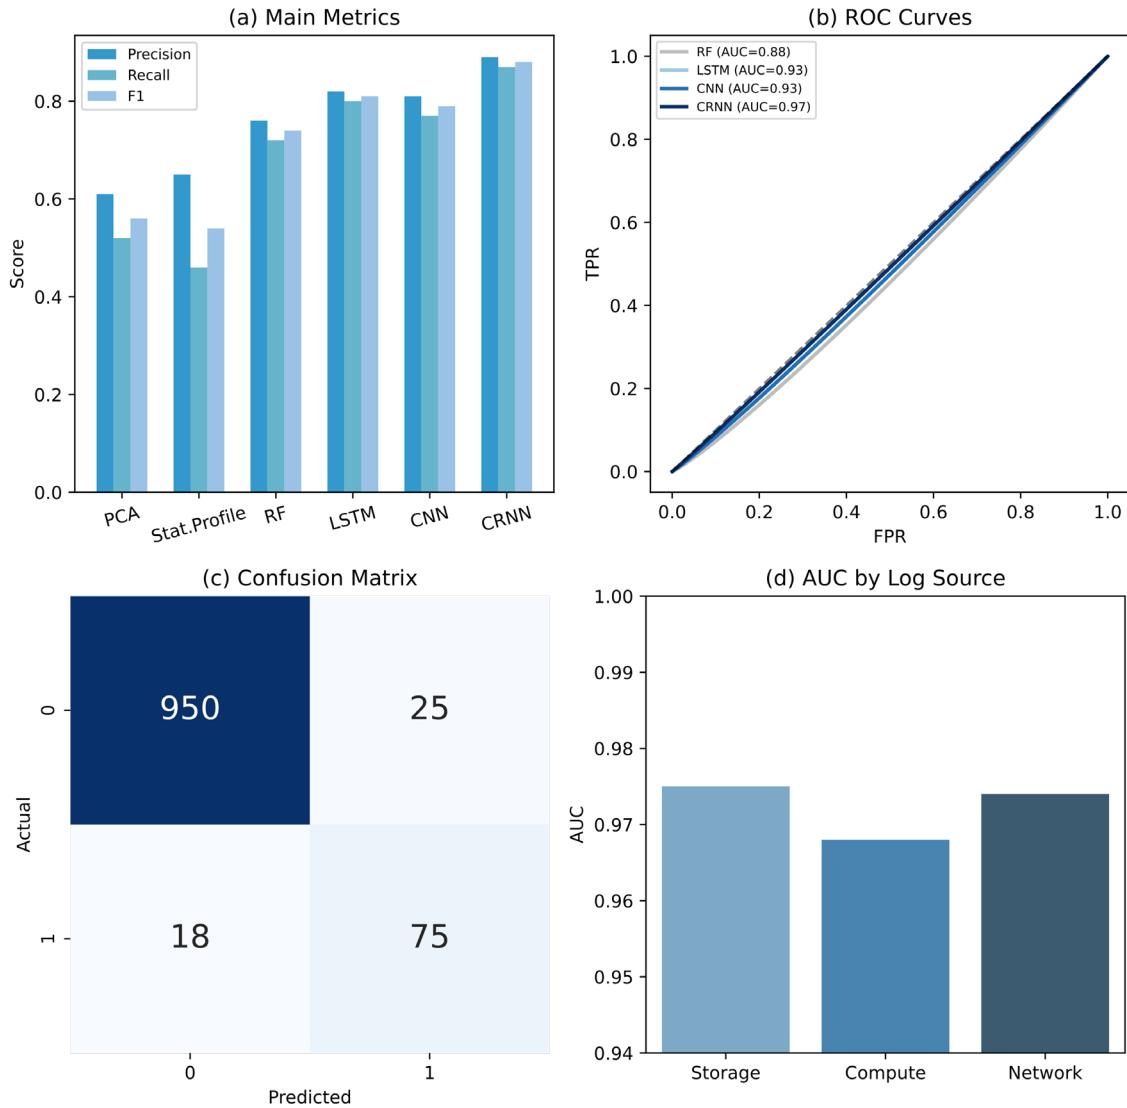 (a) Main Metrics
Precision
Recall
F1
Score
0.8
0.6
0.4
0.2
0.0
PCA
Stat.Profile
RF
LSTM
CNN
CRNN
(b) ROC Curves
RF (AUC=0.88)
LSTM (AUC=0.93)
CNN (AUC=0.93)
CRNN (AUC=0.97)
TPR
1.0
0.8
0.6
0.4
0.2
0.0
0.0 0.2 0.4 0.6 0.8 1.0
FPR
(c) Confusion Matrix
Actual
0
1
950 25
18 75
0 1
Predicted
(d) AUC by Log Source
AUC
1.00
0.99
0.98
0.97
0.96
0.95
0.94
Storage Compute Network